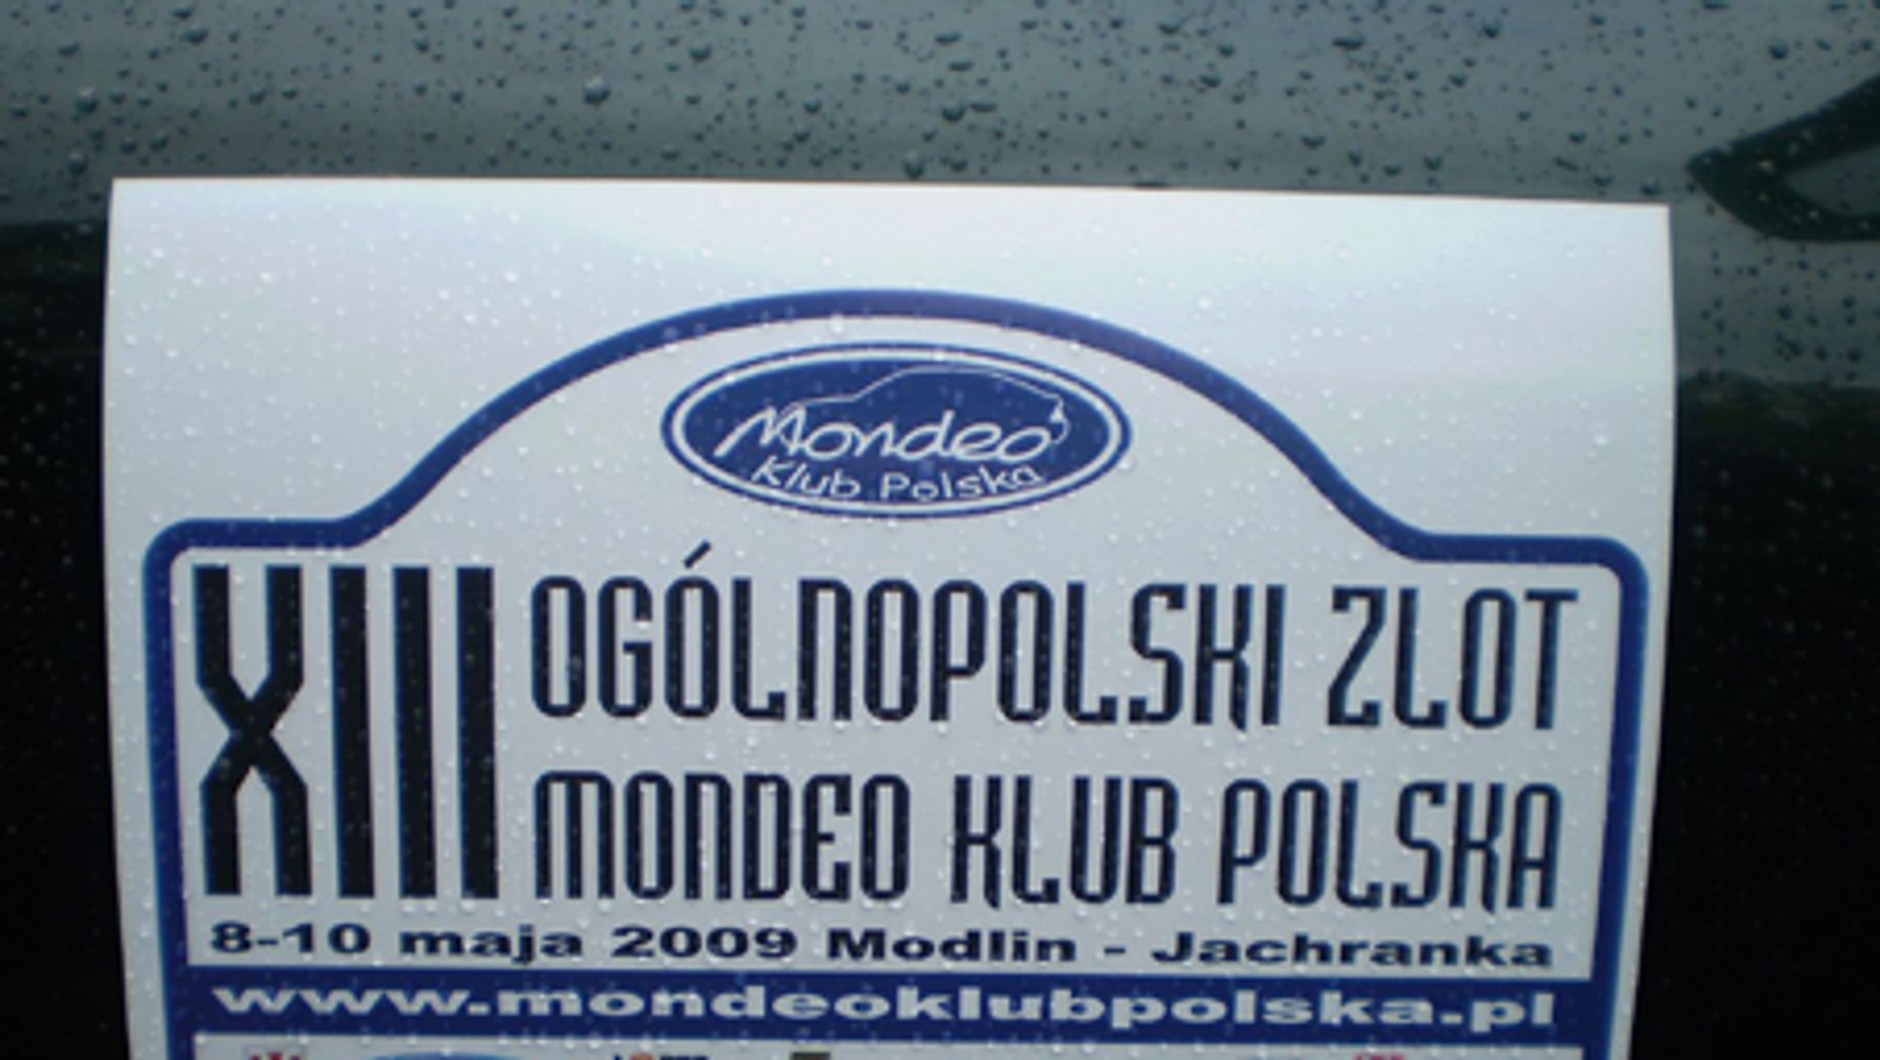 Mondeo
Klub Polska
XIII OGÓLNOPOLSKI ZLOT
MONDEO KLUB POLSKA
8-10 maja 2009 Modlin - Jachranka
www.mondeoklubpolska.pl